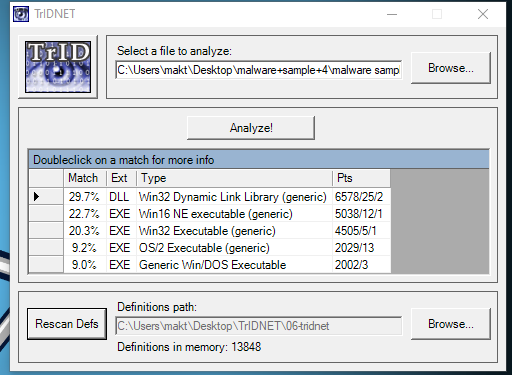 TrIDNET
TrID
Select a file to analyze:
C:\Users\makt\Desktop\malware+sample+4\malware samp
Browse...
Analyze!
Doubleclick on a match for more info
Match Ext Type Pts
29.7% DLL Win32 Dynamic Link Library (generic) 6578/25/2
22.7% EXE Win16 NE executable (generic) 5038/12/1
20.3% EXE Win32 Executable (generic) 4505/5/1
9.2% EXE OS/2 Executable (generic) 2029/13
9.0% EXE Generic Win/DOS Executable 2002/3
Rescan Defs
Definitions path:
C:\Users\makt\Desktop\TrIDNET\06-tridnet
Browse...
Definitions in memory: 13848